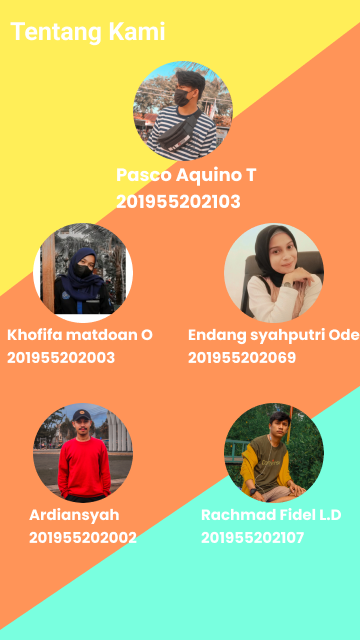 Tentang Kami
Pasco Aquino T
201955202103
Khofifa matdoan O
201955202003
Endang syahputri Ode
201955202069
Ardiansyah
201955202002
Rachmad Fidel L.D
201955202107